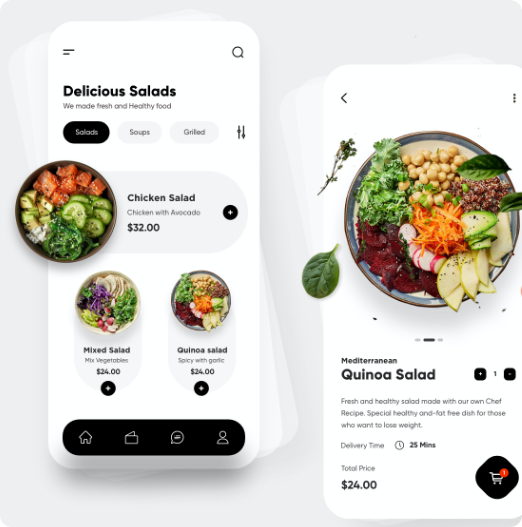 Delicious Salads
We made fresh and Healthy food
Salads
Soups
Grilled
Chicken Salad
Chicken with Avocado
$32.00
Mixed Salad
Mix Vegetables
$24.00
Quinoa salad
Spicy with garlic
$24.00
Mediterranean
Quinoa Salad
1
Fresh and healthy salad made with our own Chef
Recipe. Special healthy and-fat free dish for those
who want to lose weight.
Delivery Time 25 Mins
Total Price
$24.00
1